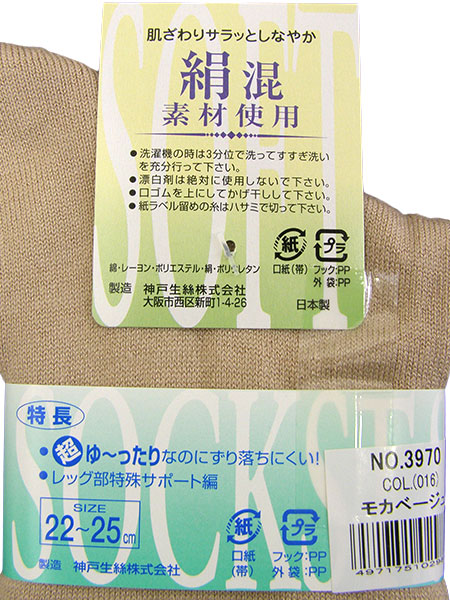 肌ざわりサラッとしなやか
絹混
素材使用
●洗濯機の時は3分位で洗ってすすぎ洗い
を充分行って下さい。
●漂白剤は絶対に使用しないで下さい。
●口ゴムを上にしてかげ干しして下さい。
●紙ラベル留めの糸はハサミで切って下さい。
紙
プラ
口紙(帯)
フック:PP
外袋:PP
綿・レーヨン・ポリエステル・絹・ポリウレタン
製造 神戸生絲株式会社
大阪市西区新町1-4-26
日本製
SOFT
特長
・超ゆ〜ったりなのにずり落ちにくい!
・レッグ部特殊サポート編
SIZE
22〜25cm
紙
プラ
口紙
(帯)
フック:PP
外袋:PP
製造 神戸生絲株式会社
SOCKS
NO.3970
COL.(016)
モカベージュ